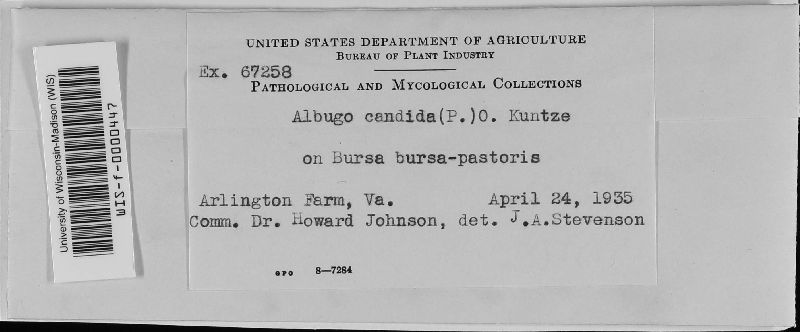 UNITED STATES DEPARTMENT OF AGRICULTURE
BUREAU OF PLANT INDUSTRY
Ex. 67258
PATHOLOGICAL AND MYCOLOGICAL COLLECTIONS
Albugo candida(P.)O. Kuntze
on Bursa bursa-pastoris
Arlington Farm, Va. April 24, 1935
Comm. Dr. Howard Johnson, det. J.A.Stevenson
GPO 8—7284
University of Wisconsin-Madison (WIS)
WIS-f-0000447